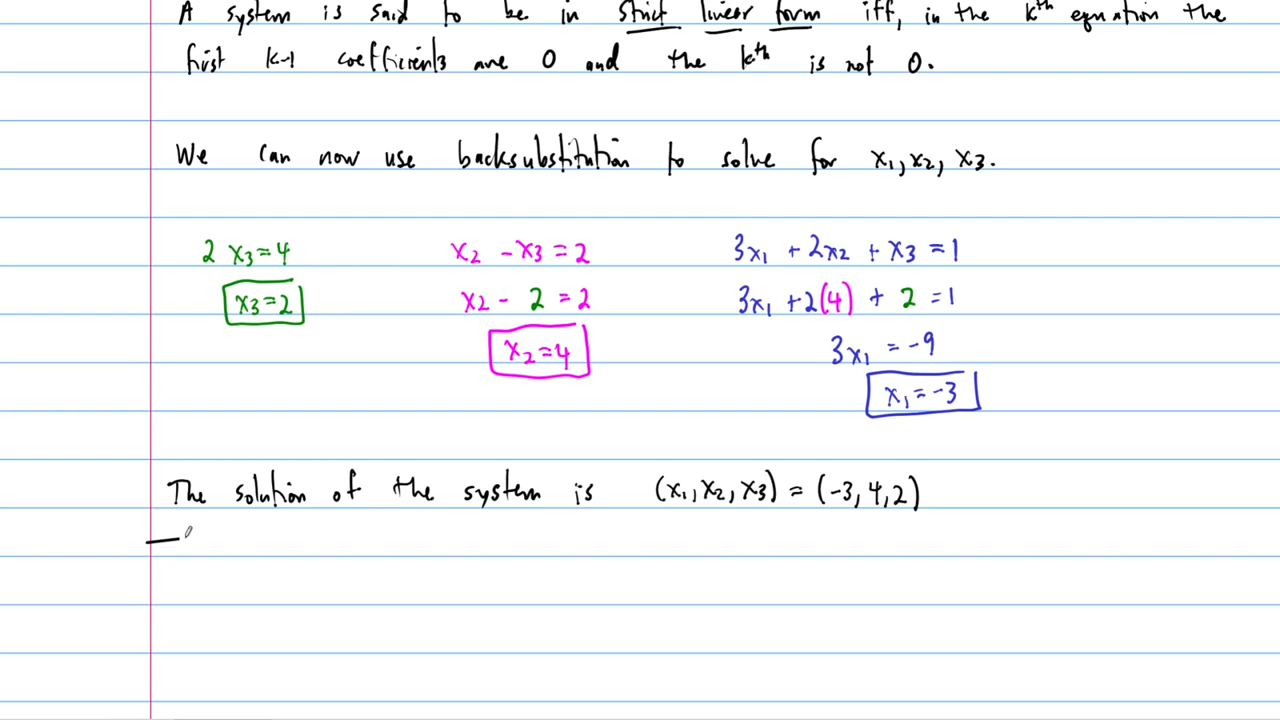 A system is said to be in strict linear form iff, in the kth equation the
first k-1 coefficients are 0 and the kth is not 0.
We can now use backsubstitution to solve for x1, x2, x3.
2 x3 = 4
x3 = 2
x2 - x3 = 2
x2 - 2 = 2
x2 = 4
3x1 + 2x2 + x3 = 1
3x1 + 2(4) + 2 = 1
3x1 = -9
x1 = -3
The solution of the system is (x1, x2, x3) = (-3, 4, 2)